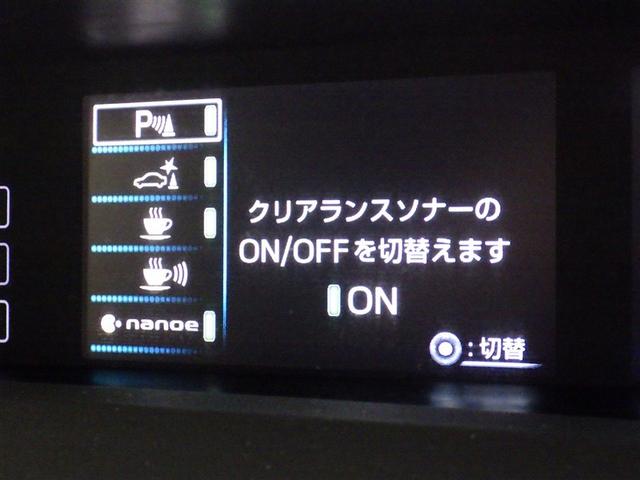 P
nanoe
クリアランスソナーの
ON/OFFを切替えます
ON
:切替